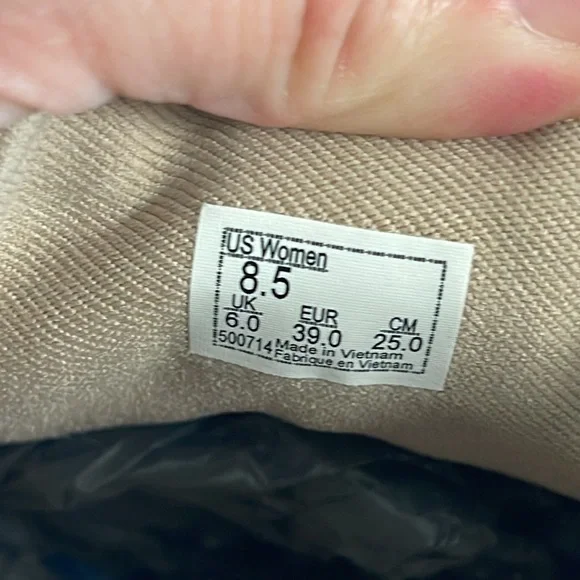 US Women
8.5
UK EUR CM
6.0 39.0 25.0
500714 Made in Vietnam
Fabrique en Vietnam